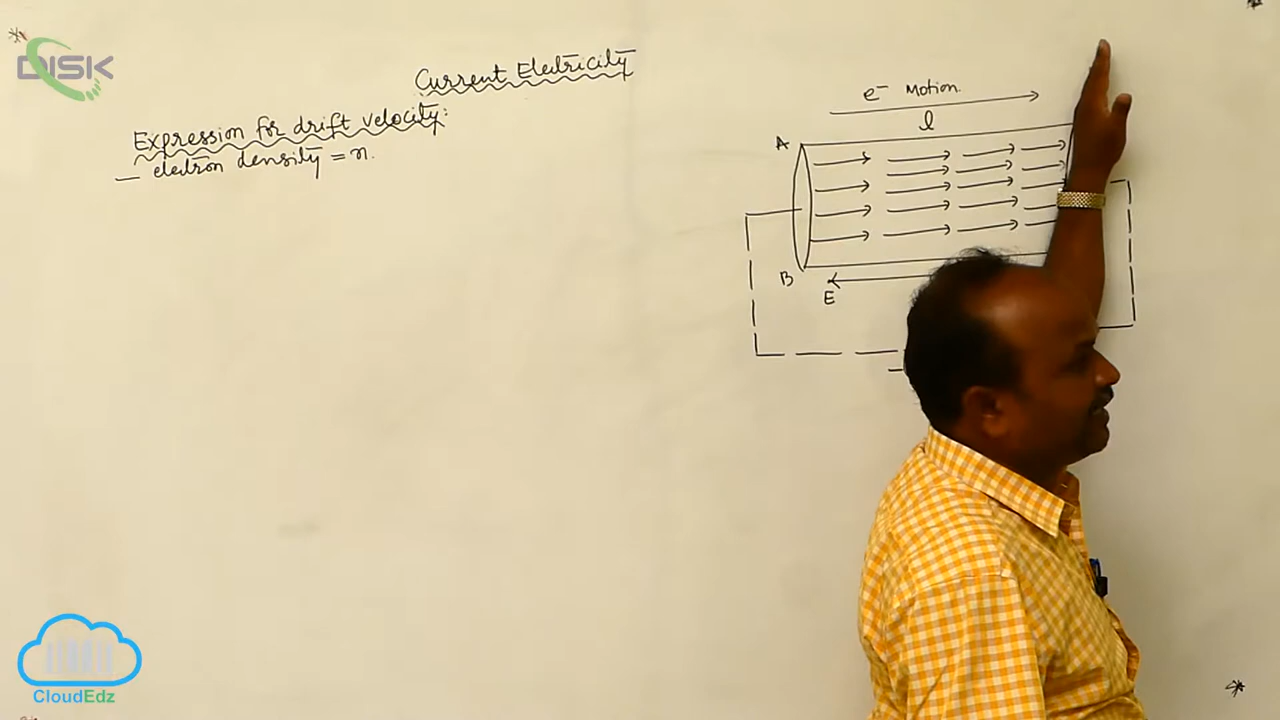 DISK
Current Electricity
Expression for drift velocity:
— electron density = n.
e⁻ Motion.
l
A
B
E
CloudEdz